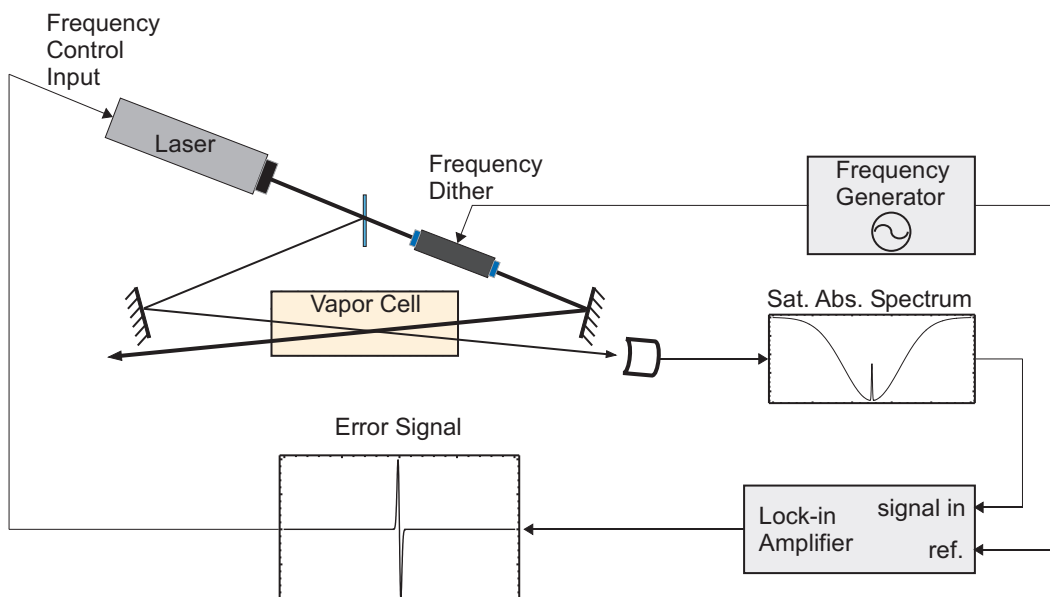 Frequency
Control
Input
Laser
Frequency
Dither
Frequency
Generator
Vapor Cell
Sat. Abs. Spectrum
Error Signal
signal in
Lock-in
Amplifier
ref.